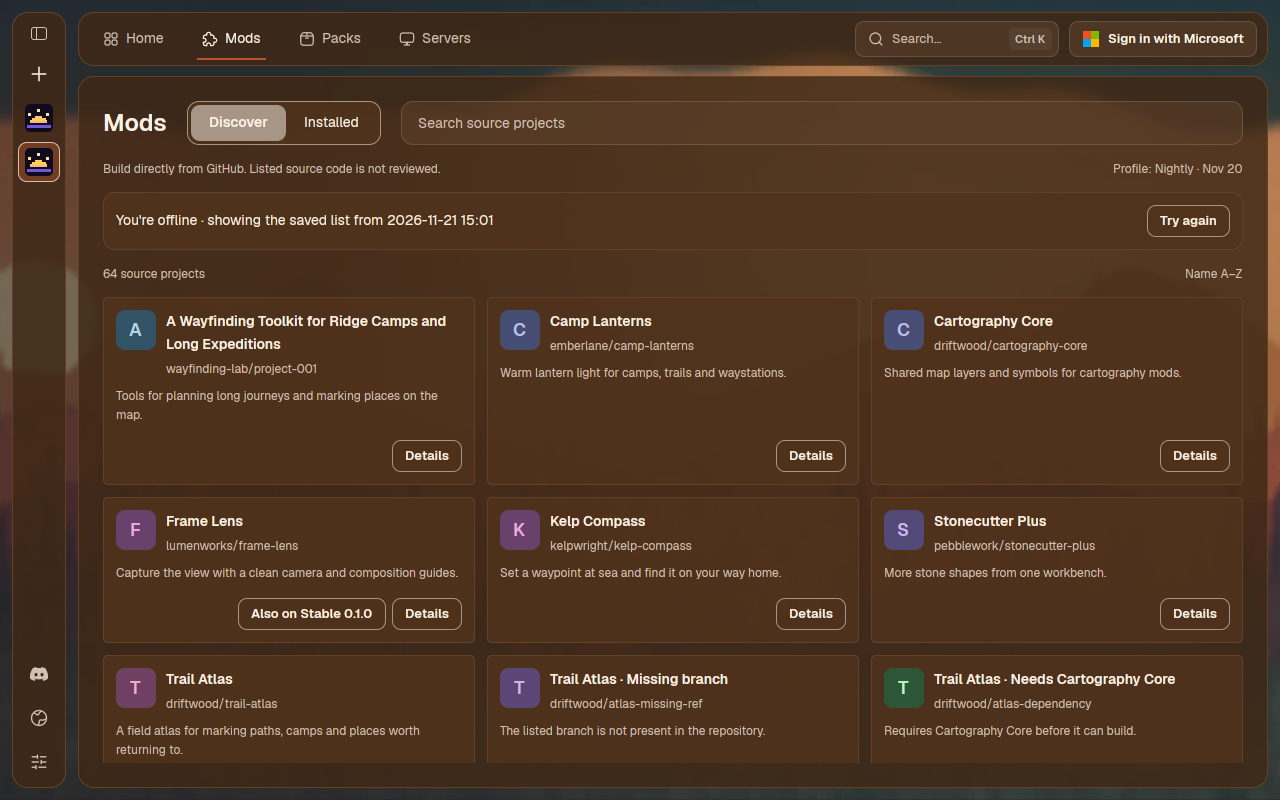 Home
Mods
Packs
Servers
Search...
Ctrl K
Sign in with Microsoft
Mods
Discover
Installed
Search source projects
Build directly from GitHub. Listed source code is not reviewed.
Profile: Nightly · Nov 20
You're offline · showing the saved list from 2026-11-21 15:01
Try again
64 source projects
Name A–Z
A
A Wayfinding Toolkit for Ridge Camps and
Long Expeditions
wayfinding-lab/project-001
Tools for planning long journeys and marking places on the
map.
Details
C
Camp Lanterns
emberlane/camp-lanterns
Warm lantern light for camps, trails and waystations.
Details
C
Cartography Core
driftwood/cartography-core
Shared map layers and symbols for cartography mods.
Details
F
Frame Lens
lumenworks/frame-lens
Capture the view with a clean camera and composition guides.
Also on Stable 0.1.0
Details
K
Kelp Compass
kelpwright/kelp-compass
Set a waypoint at sea and find it on your way home.
Details
S
Stonecutter Plus
pebblework/stonecutter-plus
More stone shapes from one workbench.
Details
T
Trail Atlas
driftwood/trail-atlas
A field atlas for marking paths, camps and places worth
returning to.
T
Trail Atlas · Missing branch
driftwood/atlas-missing-ref
The listed branch is not present in the repository.
T
Trail Atlas · Needs Cartography Core
driftwood/atlas-dependency
Requires Cartography Core before it can build.